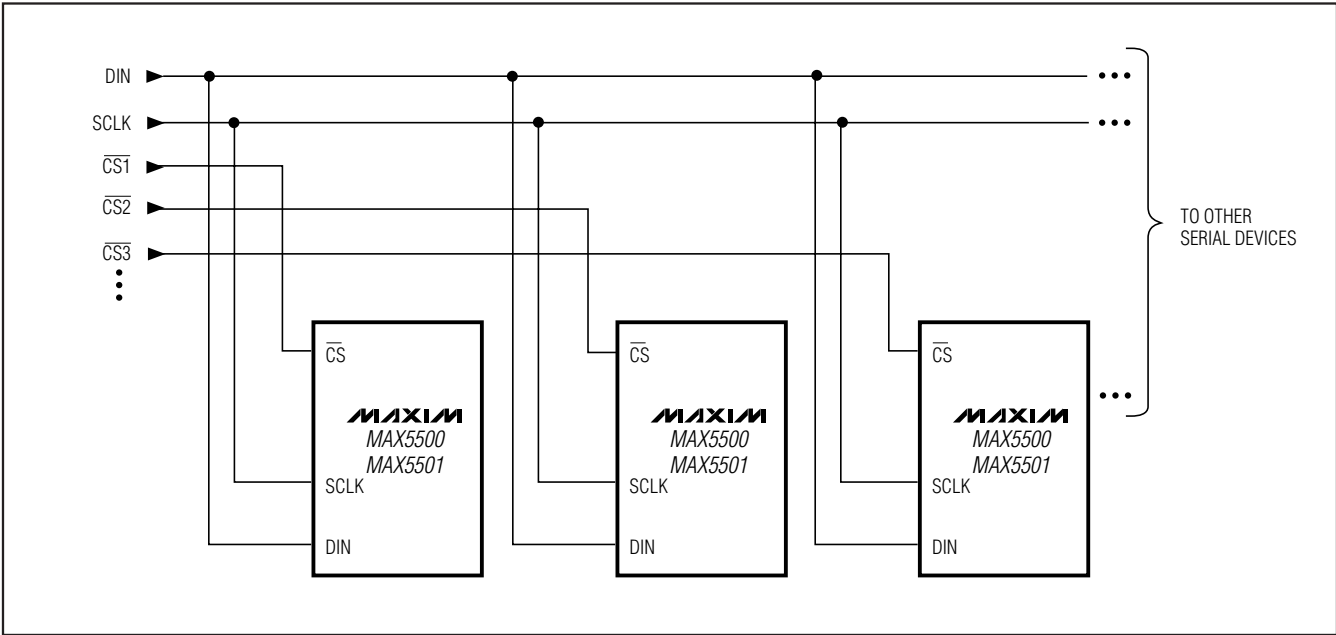 DIN
SCLK
CS1
CS2
CS3
TO OTHER
SERIAL DEVICES
CS
MAXIM
MAX5500
MAX5501
SCLK
DIN
CS
MAXIM
MAX5500
MAX5501
SCLK
DIN
CS
MAXIM
MAX5500
MAX5501
SCLK
DIN